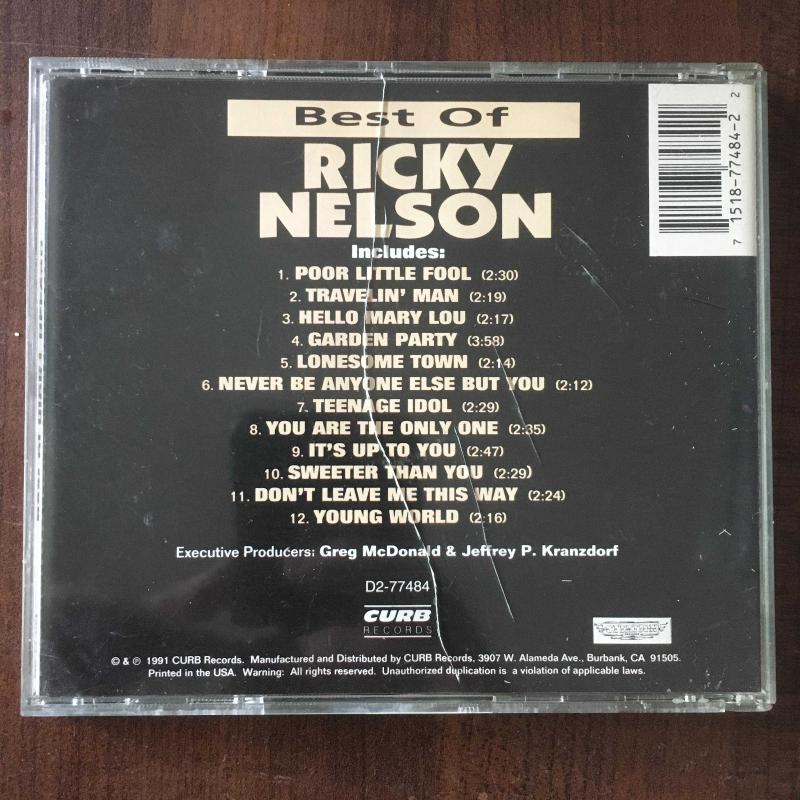 Best Of
RICKY
NELSON
Includes:
1. POOR LITTLE FOOL (2:30)
2. TRAVELIN' MAN (2:19)
3. HELLO MARY LOU (2:17)
4. GARDEN PARTY (3:58)
5. LONESOME TOWN (2:14)
6. NEVER BE ANYONE ELSE BUT YOU (2:12)
7. TEENAGE IDOL (2:29)
8. YOU ARE THE ONLY ONE (2:35)
9. IT'S UP TO YOU (2:47)
10. SWEETER THAN YOU (2:29)
11. DON'T LEAVE ME THIS WAY (2:24)
12. YOUNG WORLD (2:16)
Executive Producers: Greg McDonald & Jeffrey P. Kranzdorf
D2-77484
CURB
RECORDS
© & ℗ 1991 CURB Records. Manufactured and Distributed by CURB Records, 3907 W. Alameda Ave., Burbank, CA 91505.
Printed in the USA. Warning: All rights reserved. Unauthorized duplication is a violation of applicable laws.
7 1518-77484-2 2